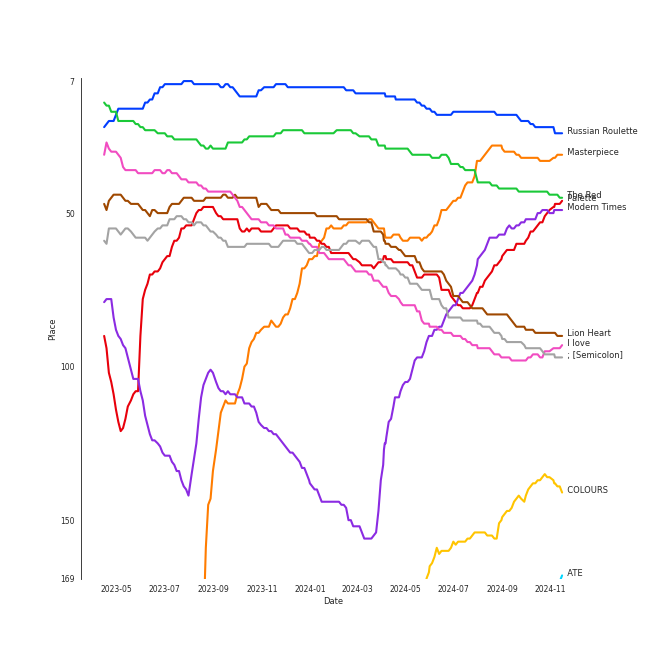 7
50
100
150
169
Place
2023-05
2023-07
2023-09
2023-11
2024-01
2024-03
2024-05
2024-07
2024-09
2024-11
Date
Russian Roulette
Masterpiece
The Red
Palette
Modern Times
Lion Heart
I love
; [Semicolon]
COLOURS
ATE